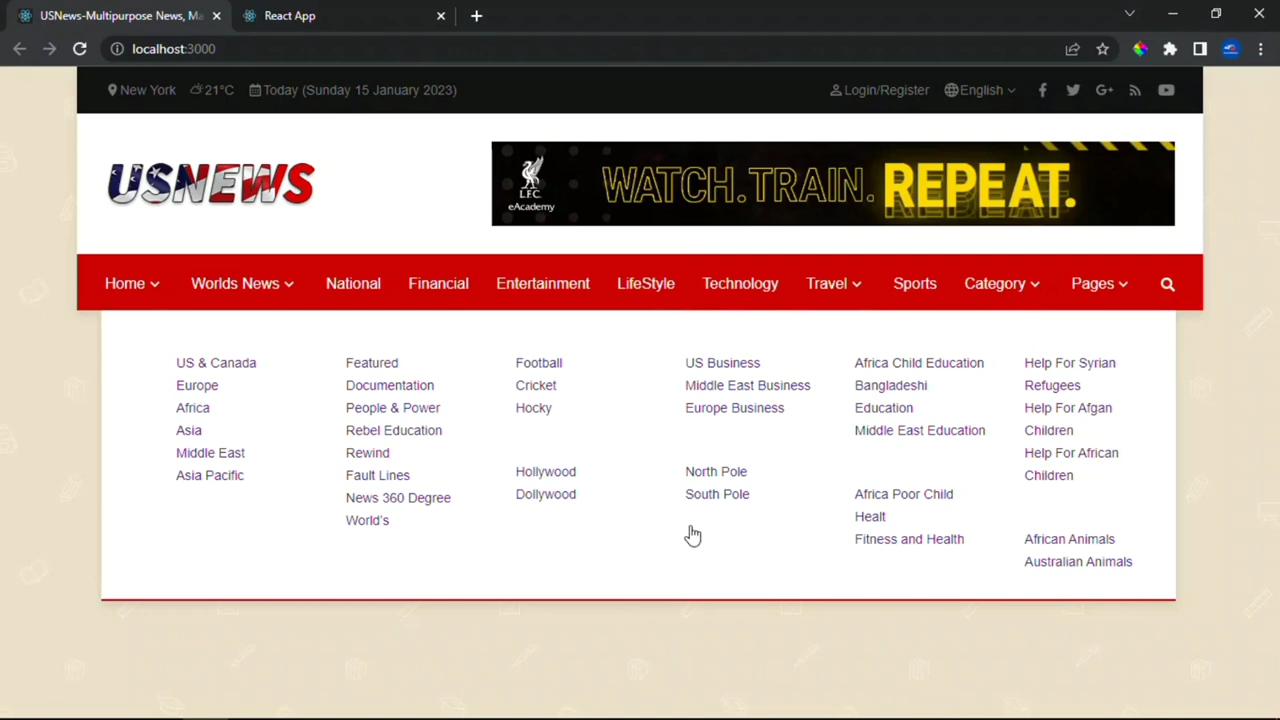 USNews-Multipurpose News, Ma
React App
localhost:3000
New York 21°C Today (Sunday 15 January 2023)
Login/Register English
USNEWS
L.F.C.
eAcademy
WATCH.TRAIN. REPEAT.
Home Worlds News National Financial Entertainment LifeStyle Technology Travel Sports Category Pages
US & Canada
Europe
Africa
Asia
Middle East
Asia Pacific
Featured
Documentation
People & Power
Rebel Education
Rewind
Fault Lines
News 360 Degree
World's
Football
Cricket
Hocky
Hollywood
Dollywood
US Business
Middle East Business
Europe Business
North Pole
South Pole
Africa Child Education
Bangladeshi
Education
Middle East Education
Africa Poor Child
Healt
Fitness and Health
Help For Syrian
Refugees
Help For Afgan
Children
Help For African
Children
African Animals
Australian Animals